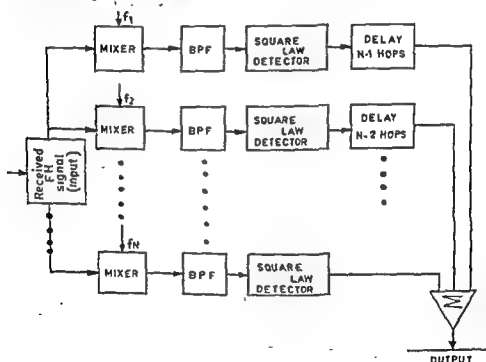 f1
MIXER
BPF
SQUARE
LAW
DETECTOR
DELAY
N-1 HOPS
f2
MIXER
BPF
SQUARE
LAW
DETECTOR
DELAY
N-2 HOPS
Received
FH
signal
(input)
fN
MIXER
BPF
SQUARE
LAW
DETECTOR
Σ
OUTPUT